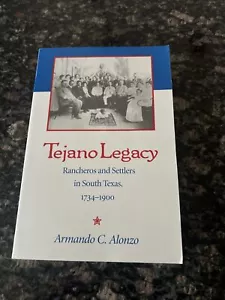 Tejano Legacy
Rancheros and Settlers
in South Texas,
1734–1900
Armando C. Alonzo